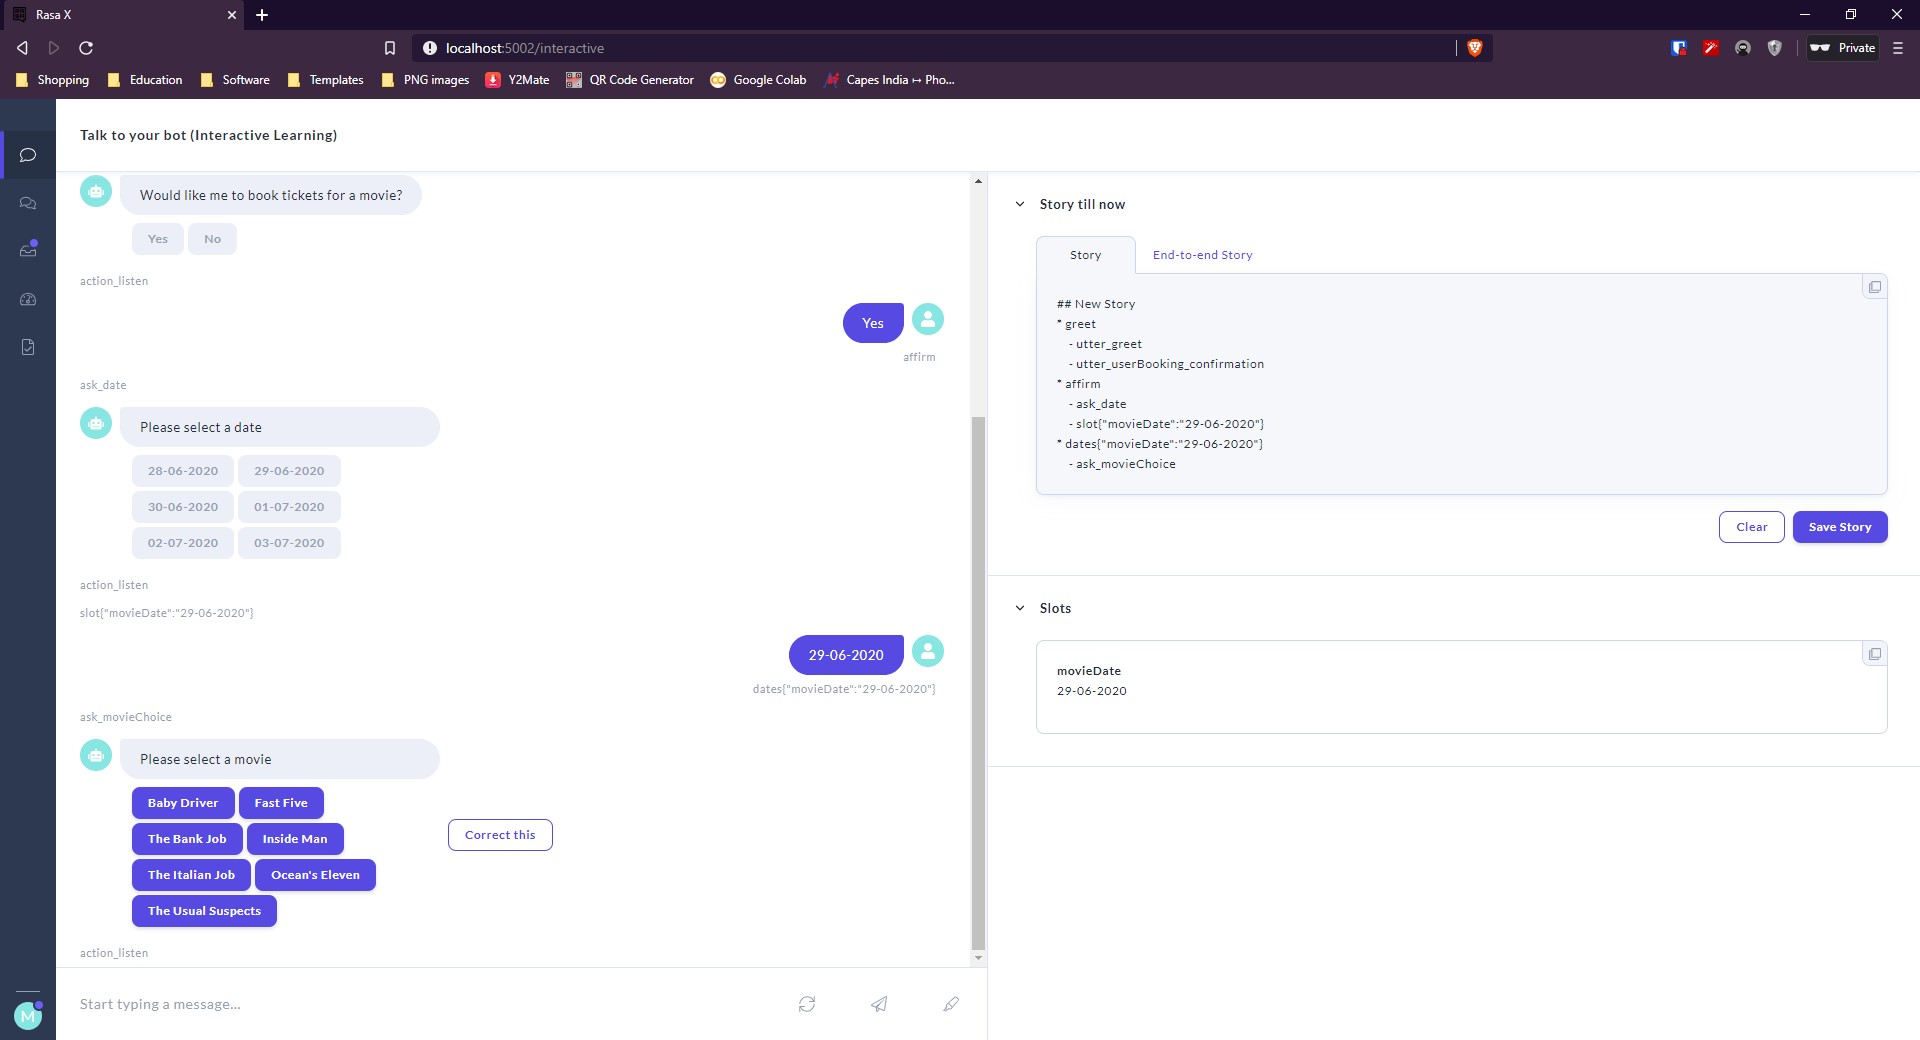 Rasa X
localhost:5002/interactive
Private
Shopping
Education
Software
Templates
PNG images
Y2Mate
QR Code Generator
Google Colab
Capes India ↦ Pho...
Talk to your bot (Interactive Learning)
Would like me to book tickets for a movie?
Yes No
action_listen
Yes
affirm
ask_date
Please select a date
28-06-2020 29-06-2020
30-06-2020 01-07-2020
02-07-2020 03-07-2020
action_listen
slot{"movieDate":"29-06-2020"}
29-06-2020
dates{"movieDate":"29-06-2020"}
ask_movieChoice
Please select a movie
Baby Driver Fast Five
The Bank Job Inside Man
Correct this
The Italian Job Ocean's Eleven
The Usual Suspects
action_listen
Start typing a message...
M
Story till now
Story End-to-end Story
## New Story
* greet
- utter_greet
- utter_userBooking_confirmation
* affirm
- ask_date
- slot{"movieDate":"29-06-2020"}
* dates{"movieDate":"29-06-2020"}
- ask_movieChoice
Clear Save Story
Slots
movieDate
29-06-2020